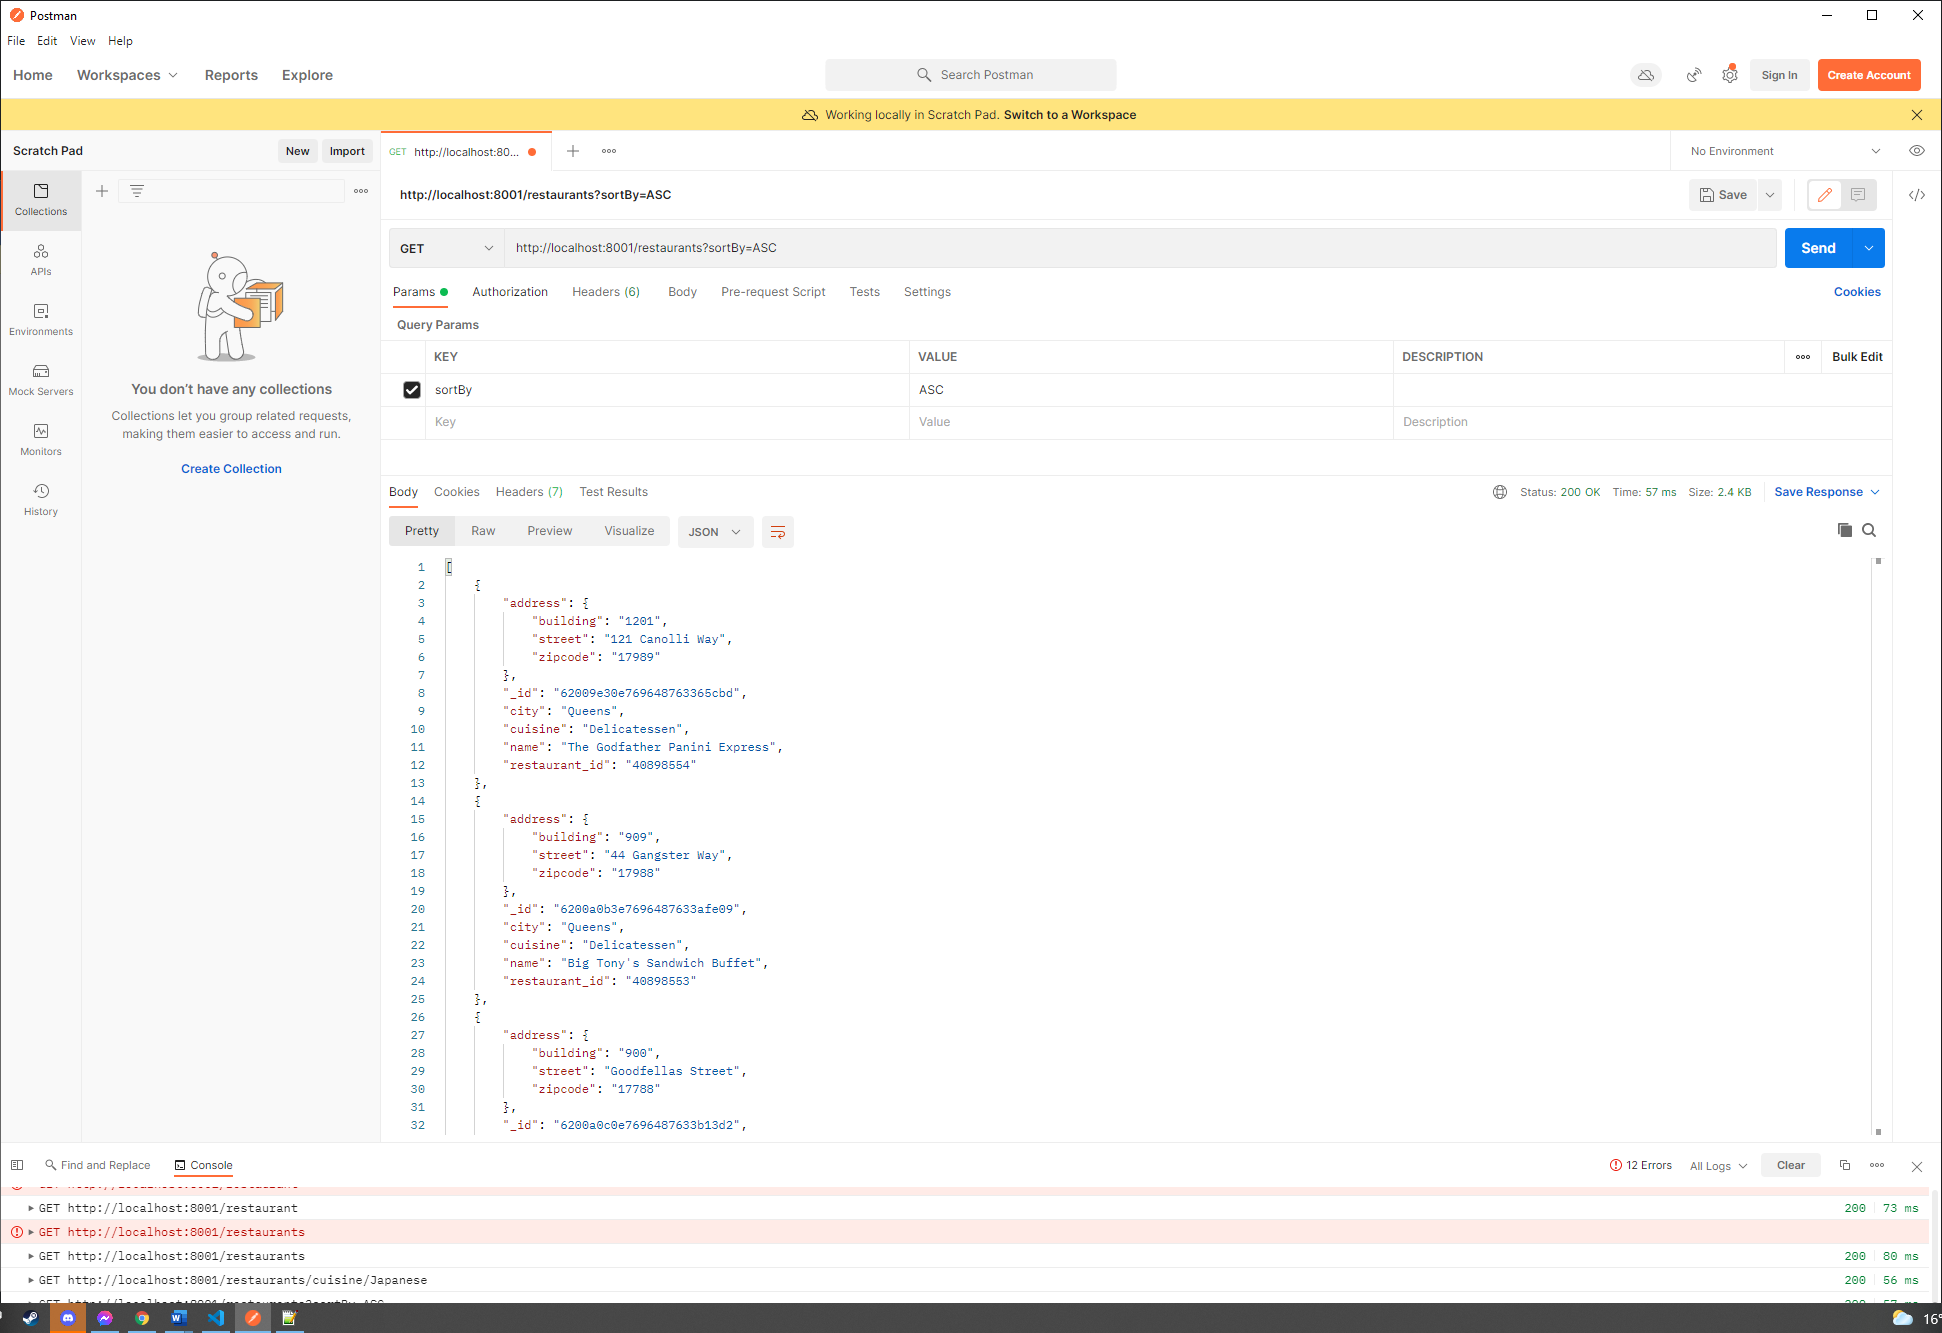 Postman
File Edit View Help
Home Workspaces Reports Explore Search Postman Sign In Create Account
Working locally in Scratch Pad. Switch to a Workspace
Scratch Pad New Import GET http://localhost:80... No Environment
http://localhost:8001/restaurants?sortBy=ASC Save
Collections
APIs
Environments
Mock Servers
Monitors
History
You don't have any collections
Collections let you group related requests,
making them easier to access and run.
Create Collection
GET http://localhost:8001/restaurants?sortBy=ASC Send
Params Authorization Headers (6) Body Pre-request Script Tests Settings Cookies
Query Params
KEY VALUE DESCRIPTION Bulk Edit
sortBy ASC
Key Value Description
Body Cookies Headers (7) Test Results Status: 200 OK Time: 57 ms Size: 2.4 KB Save Response
Pretty Raw Preview Visualize JSON
1 [
2 {
3 "address": {
4 "building": "1201",
5 "street": "121 Canolli Way",
6 "zipcode": "17989"
7 },
8 "_id": "62009e30e769648763365cbd",
9 "city": "Queens",
10 "cuisine": "Delicatessen",
11 "name": "The Godfather Panini Express",
12 "restaurant_id": "40898554"
13 },
14 {
15 "address": {
16 "building": "909",
17 "street": "44 Gangster Way",
18 "zipcode": "17988"
19 },
20 "_id": "6200a0b3e7696487633afe09",
21 "city": "Queens",
22 "cuisine": "Delicatessen",
23 "name": "Big Tony's Sandwich Buffet",
24 "restaurant_id": "40898553"
25 },
26 {
27 "address": {
28 "building": "900",
29 "street": "Goodfellas Street",
30 "zipcode": "17788"
31 },
32 "_id": "6200a0c0e7696487633b13d2",
Find and Replace Console 12 Errors All Logs Clear
GET http://localhost:8001/restaurant 200 73 ms
GET http://localhost:8001/restaurants
GET http://localhost:8001/restaurants 200 80 ms
GET http://localhost:8001/restaurants/cuisine/Japanese 200 56 ms
16°